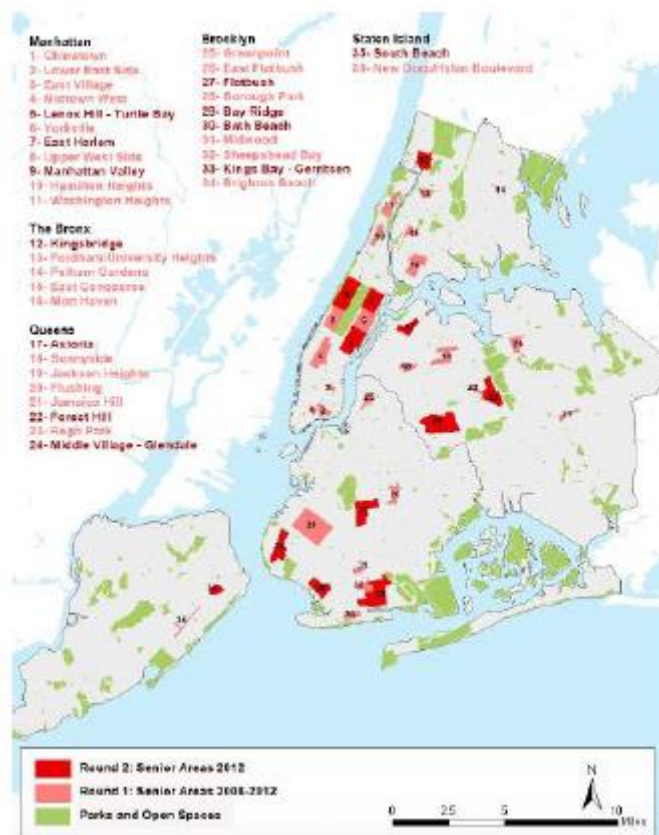 Manhattan
1- Chinatown
2- Lower East Side
3- East Village
4- Midtown West
5- Lenox Hill - Turtle Bay
6- Yorkville
7- East Harlem
8- Upper West Side
9- Manhattan Valley
10- Hamilton Heights
11- Washington Heights
The Bronx
12- Kingsbridge
13- Fordham/University Heights
14- Pelham Gardens
15- East Concourse
16- Mott Haven
Queens
17- Astoria
18- Sunnyside
19- Jackson Heights
20- Flushing
21- Jamaica Hill
22- Forest Hill
23- Rego Park
24- Middle Village - Glendale
Brooklyn
25- Greenpoint
26- East Flatbush
27- Flatbush
28- Borough Park
29- Bay Ridge
30- Bath Beach
31- Midwood
32- Sheepshead Bay
33- Kings Bay - Gerritsen
34- Brighton Beach
Staten Island
35- South Beach
36- New Dorp/Hylan Boulevard
Round 2: Senior Areas 2012
Round 1: Senior Areas 2008-2012
Parks and Open Spaces
N
0 5 10
Miles